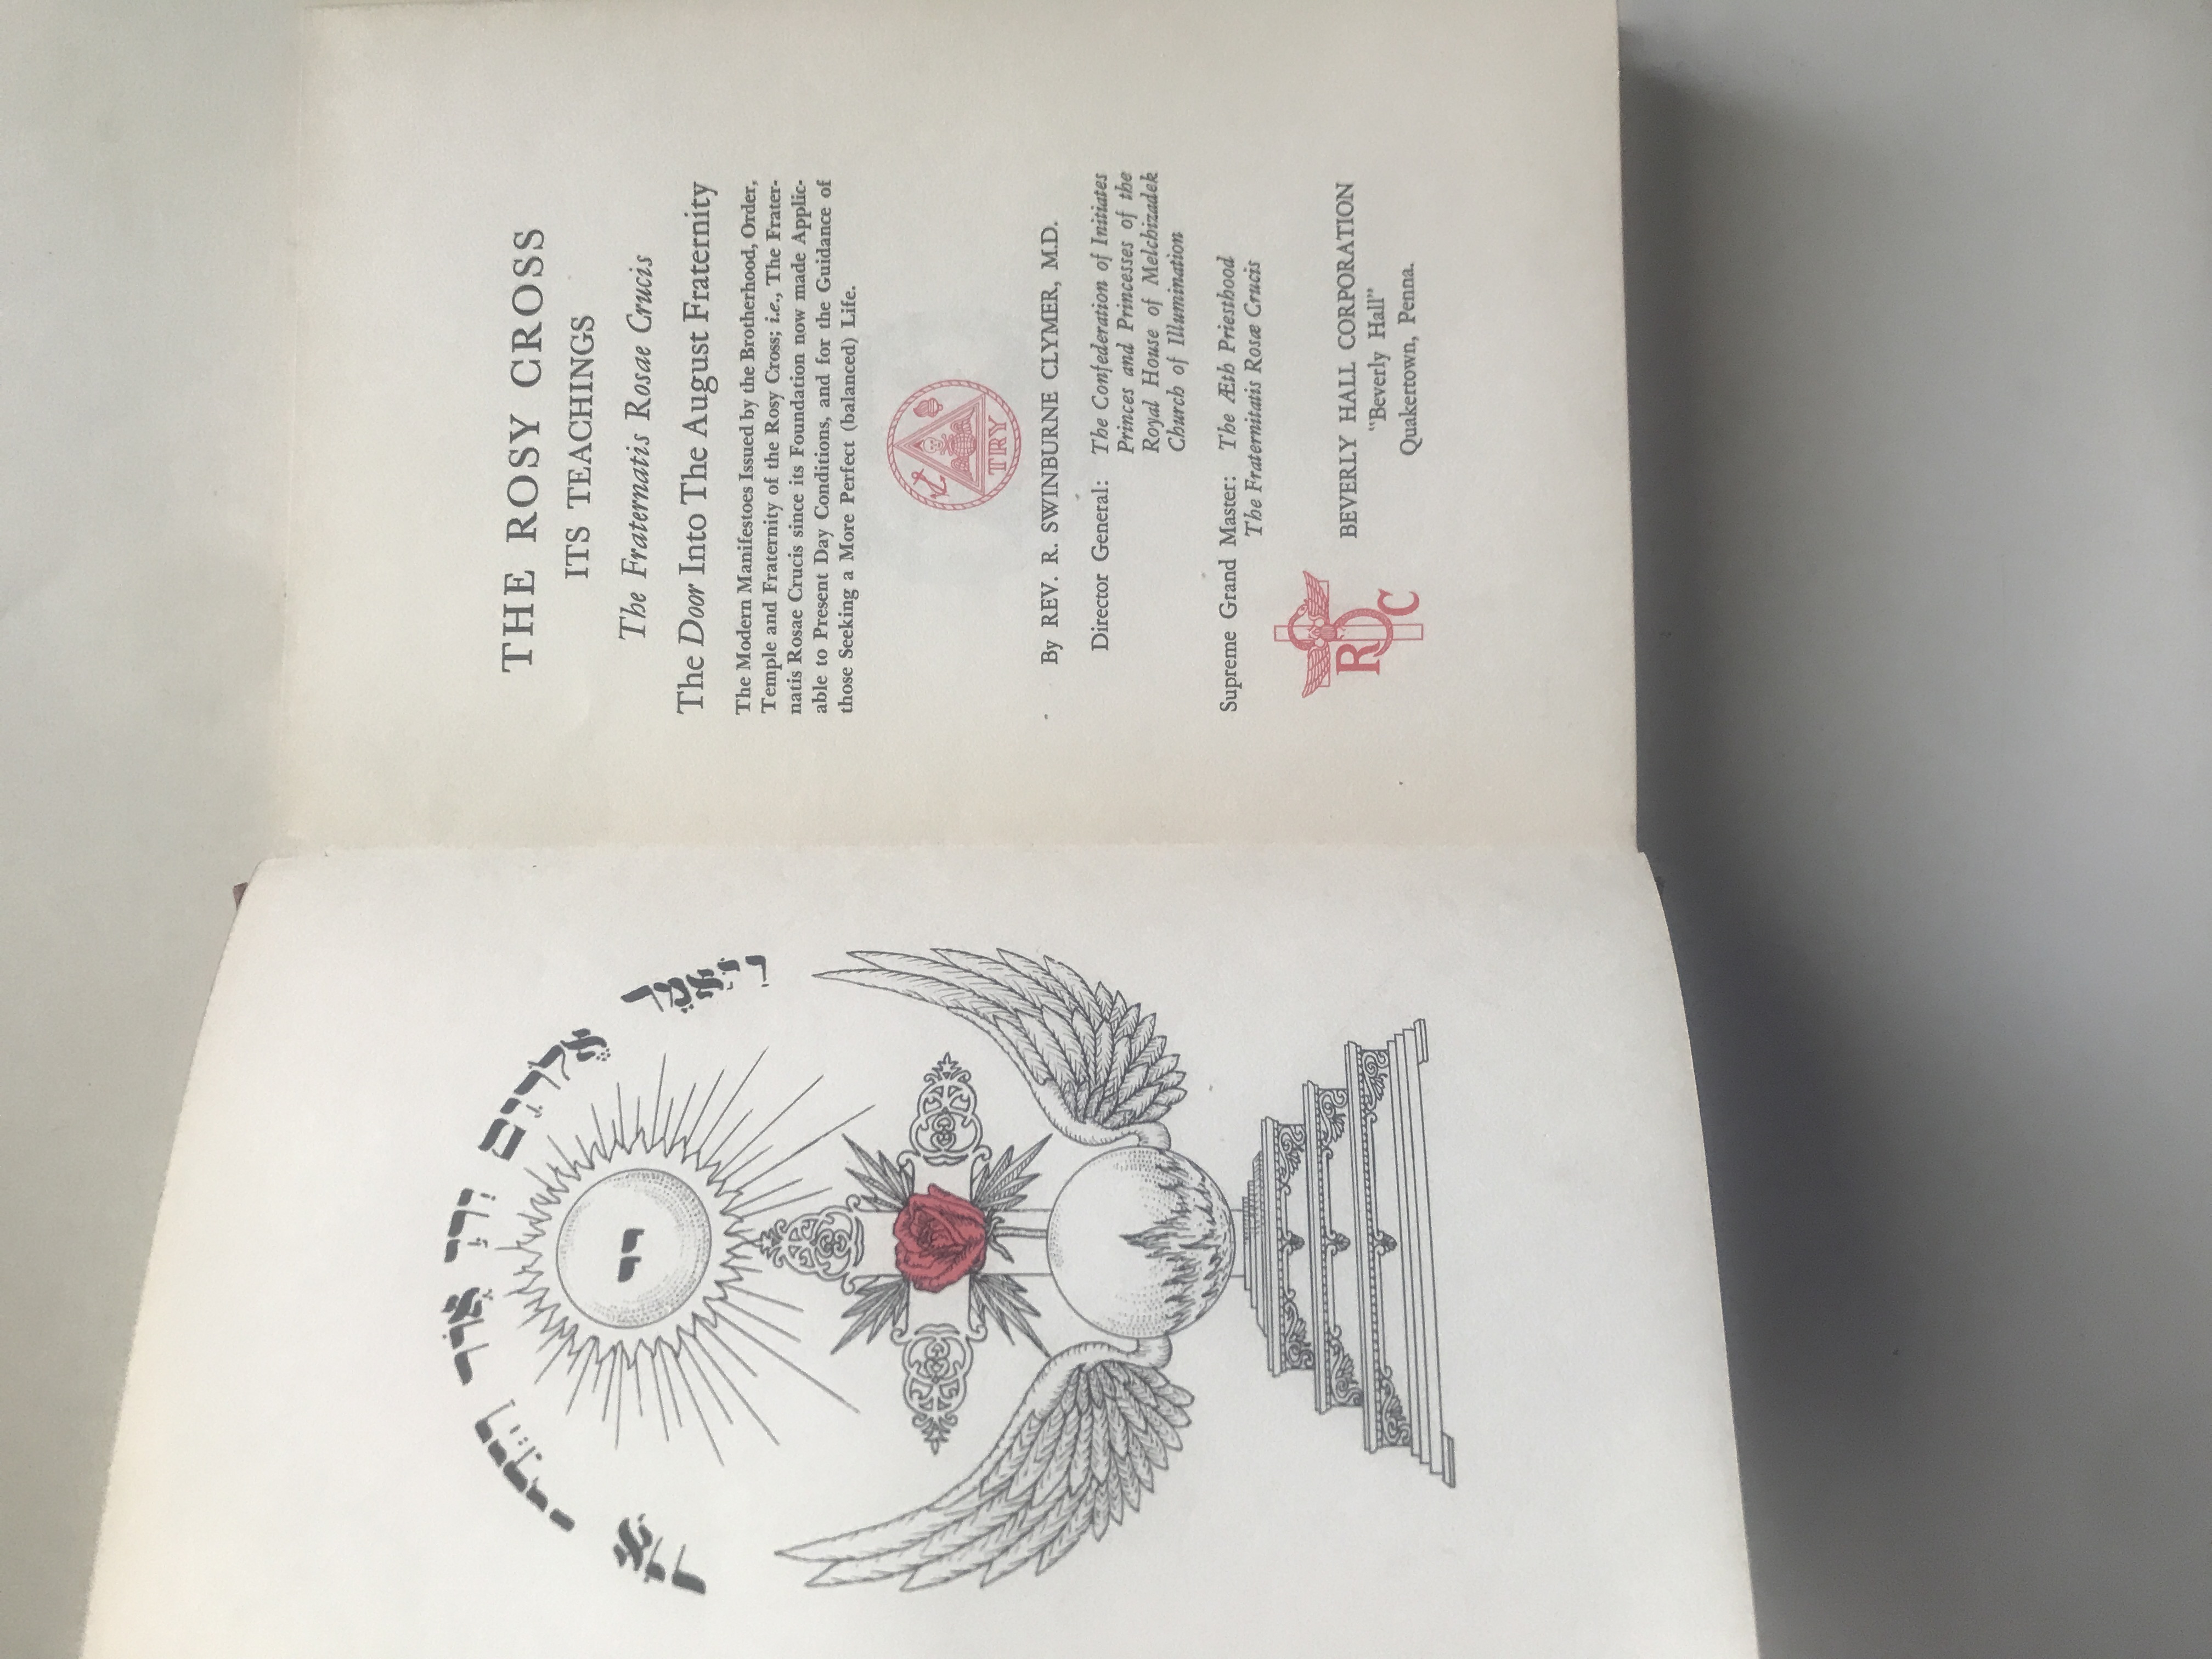 וַיֹּאמֶר אֱלֹהִים יְהִי אוֹר וַיְהִי אוֹר
יי
THE ROSY CROSS
ITS TEACHINGS
The Fraternatis Rosae Crucis
The Door Into The August Fraternity
The Modern Manifestoes Issued by the Brotherhood, Order,
Temple and Fraternity of the Rosy Cross; i.e., The Frater-
natis Rosae Crucis since its Foundation now made Applic-
able to Present Day Conditions, and for the Guidance of
those Seeking a More Perfect (balanced) Life.
TRY
By REV. R. SWINBURNE CLYMER, M.D.
Director General: The Confederation of Initiates
Princes and Princesses of the
Royal House of Melchizadek
Church of Illumination
Supreme Grand Master: The Æth Priesthood
The Fraternitatis Rosæ Crucis
R C
BEVERLY HALL CORPORATION
"Beverly Hall"
Quakertown, Penna.